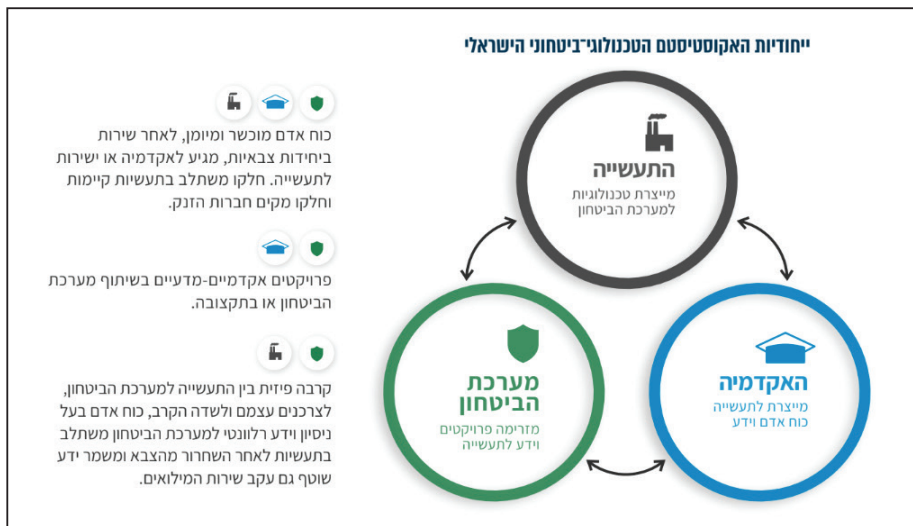 ייחודיות האקוסיסטם הטכנולוגי־ביטחוני הישראלי
התעשייה
מייצרת טכנולוגיות
למערכת הביטחון
האקדמיה
מייצרת לתעשייה
כוח אדם וידע
מערכת
הביטחון
מזרימה פרויקטים
וידע לתעשייה
כוח אדם מוכשר ומיומן, לאחר שירות
ביחידות צבאיות, מגיע לאקדמיה או ישירות
לתעשייה. חלקו משתלב בתעשיות קיימות
וחלקו מקים חברות הזנק.
פרויקטים אקדמיים-מדעיים בשיתוף מערכת
הביטחון או בתקצובה.
קרבה פיזית בין התעשייה למערכת הביטחון,
לצרכנים עצמם ולשדה הקרב, כוח אדם בעל
ניסיון וידע רלוונטי למערכת הביטחון משתלב
בתעשיות לאחר השחרור מהצבא ומשמר ידע
שוטף גם עקב שירות המילואים.